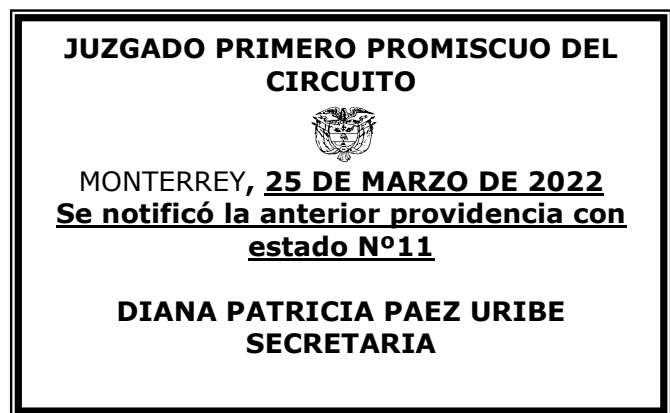 JUZGADO PRIMERO PROMISCUO DEL
CIRCUITO
MONTERREY, 25 DE MARZO DE 2022
Se notificó la anterior providencia con
estado Nº11
DIANA PATRICIA PAEZ URIBE
SECRETARIA